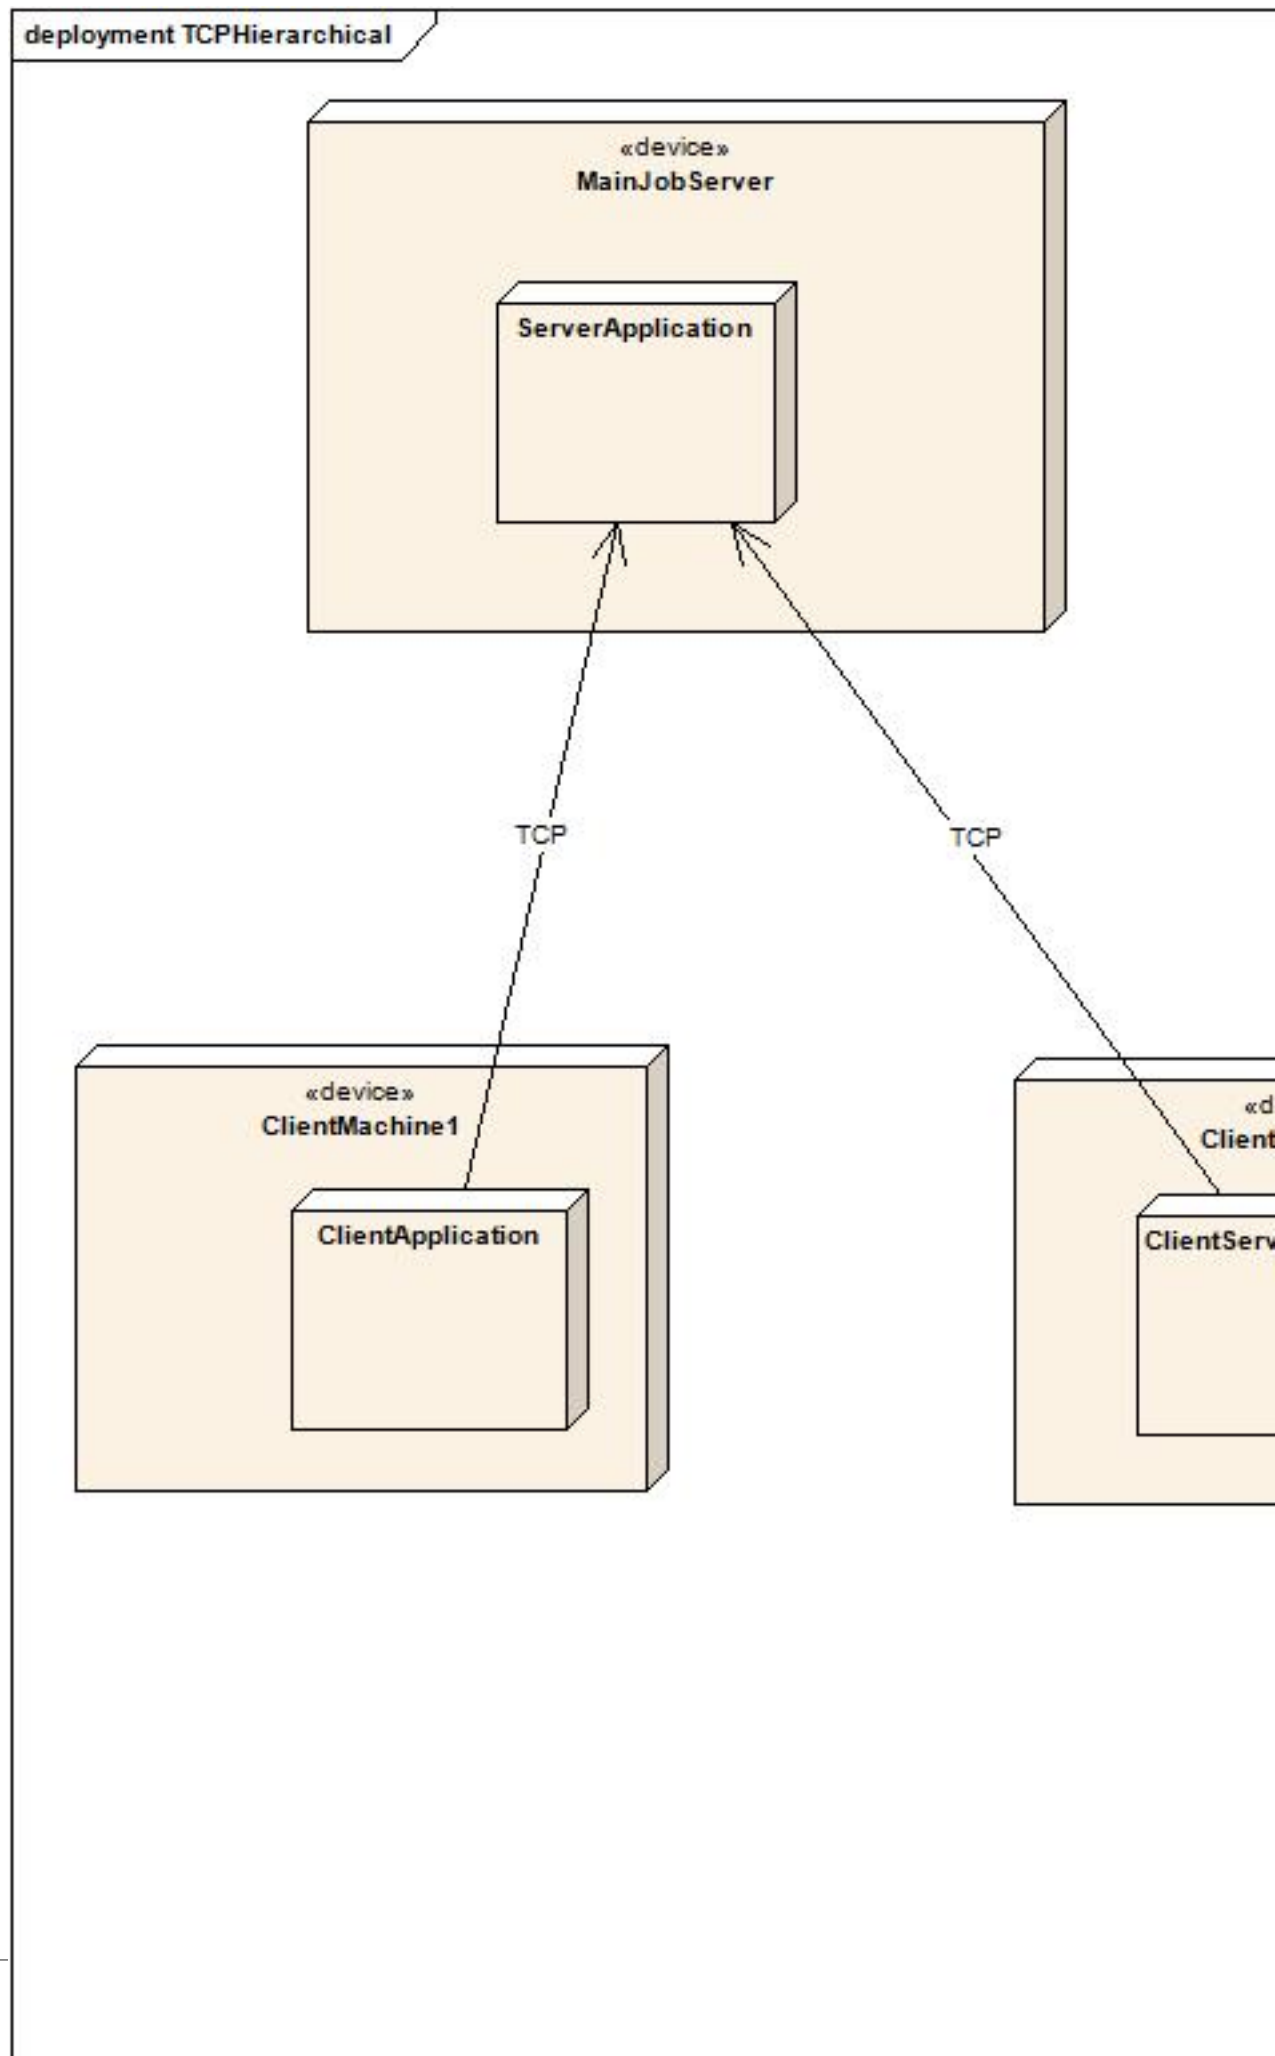 deployment TCPHierarchical
«device»
MainJobServer
ServerApplication
TCP
TCP
«device»
ClientMachine1
ClientApplication